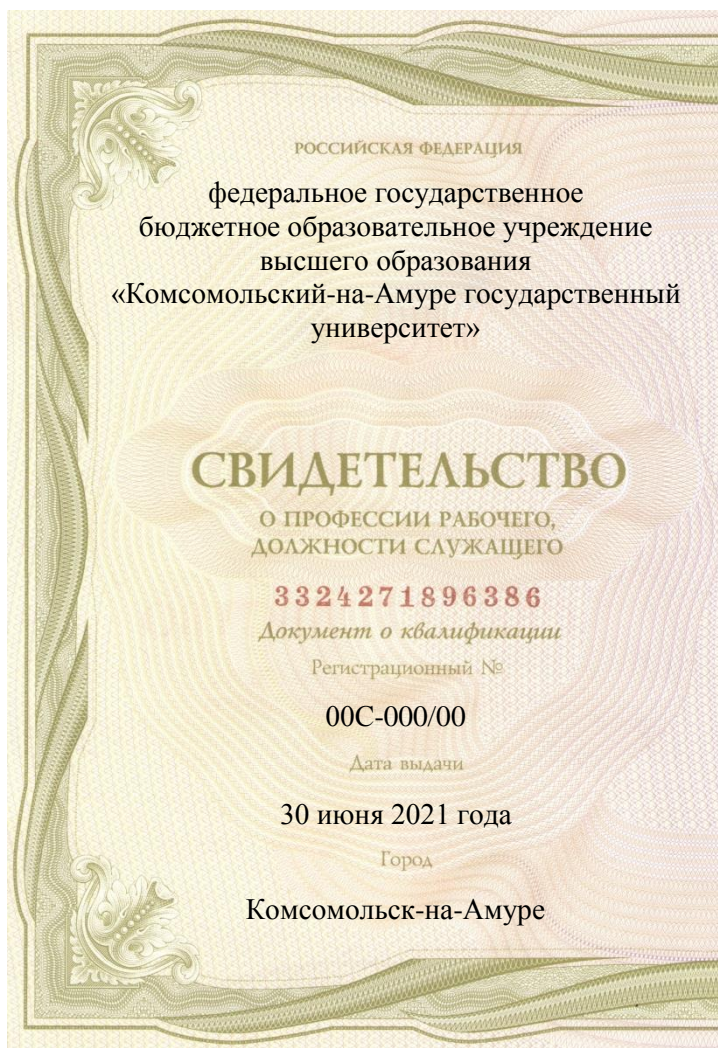 РОССИЙСКАЯ ФЕДЕРАЦИЯ
федеральное государственное
бюджетное образовательное учреждение
высшего образования
«Комсомольский-на-Амуре государственный
университет»
СВИДЕТЕЛЬСТВО
О ПРОФЕССИИ РАБОЧЕГО,
ДОЛЖНОСТИ СЛУЖАЩЕГО
3324271896386
Документ о квалификации
Регистрационный №
00С-000/00
Дата выдачи
30 июня 2021 года
Город
Комсомольск-на-Амуре